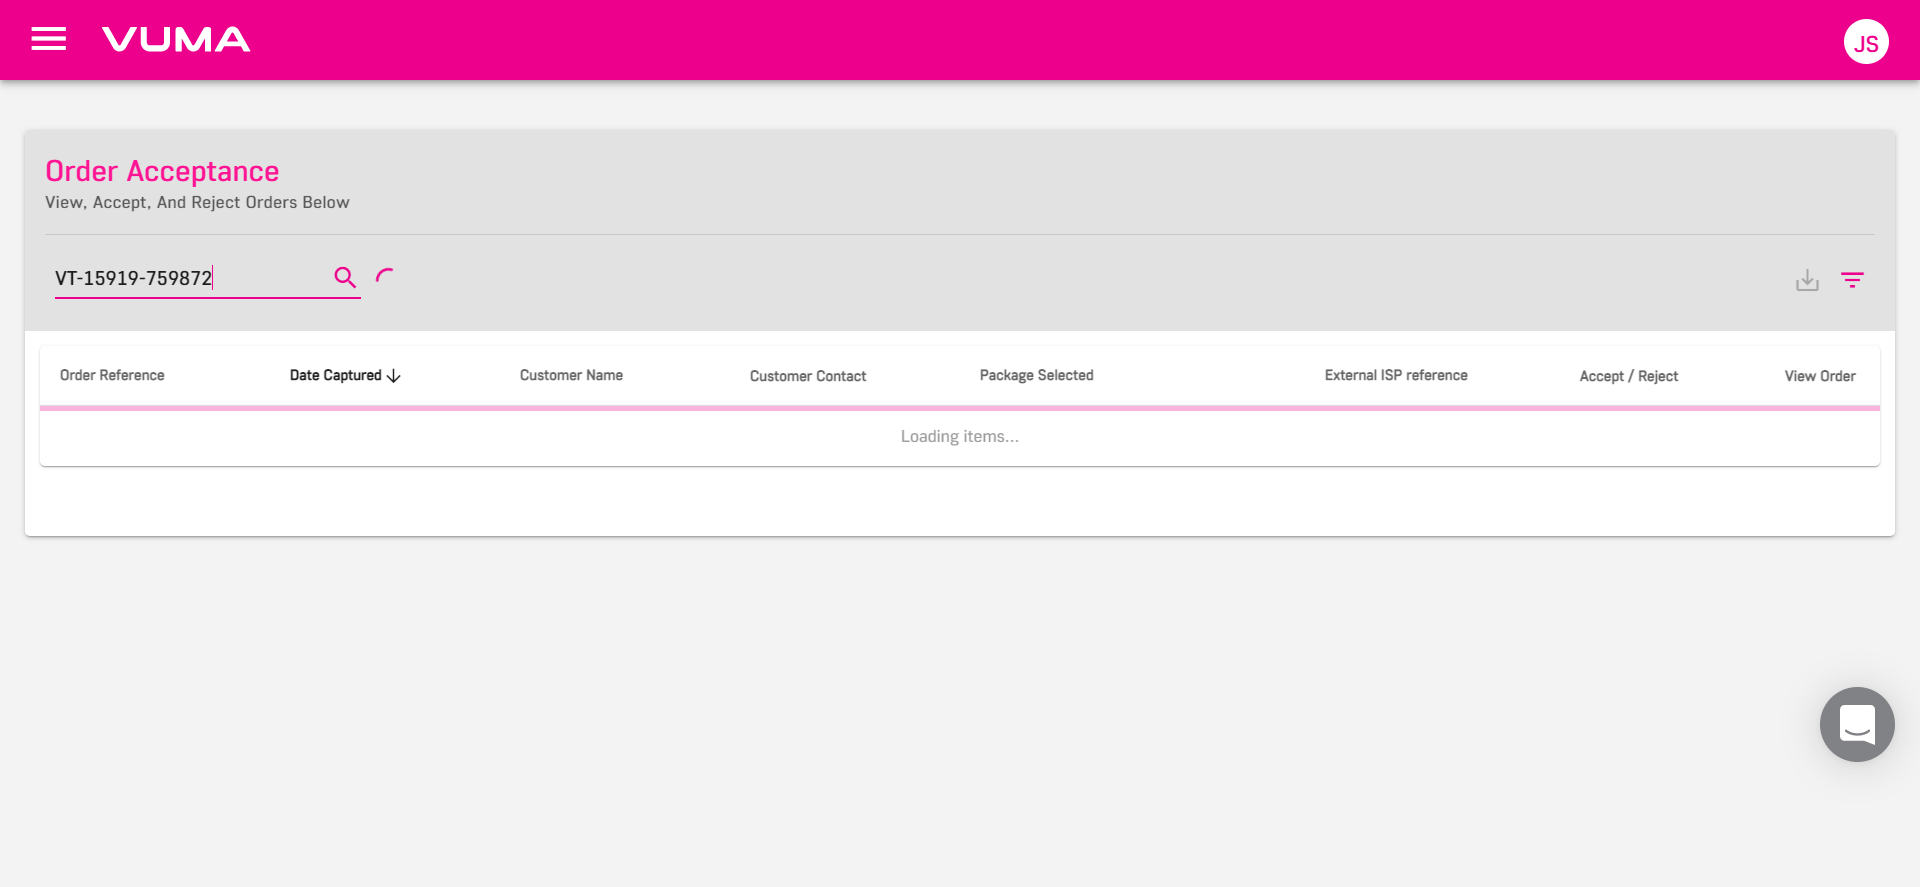 VUMA
JS
Order Acceptance
View, Accept, And Reject Orders Below
VT-15919-759872
Order Reference Date Captured Customer Name Customer Contact Package Selected External ISP reference Accept / Reject View Order
Loading items...